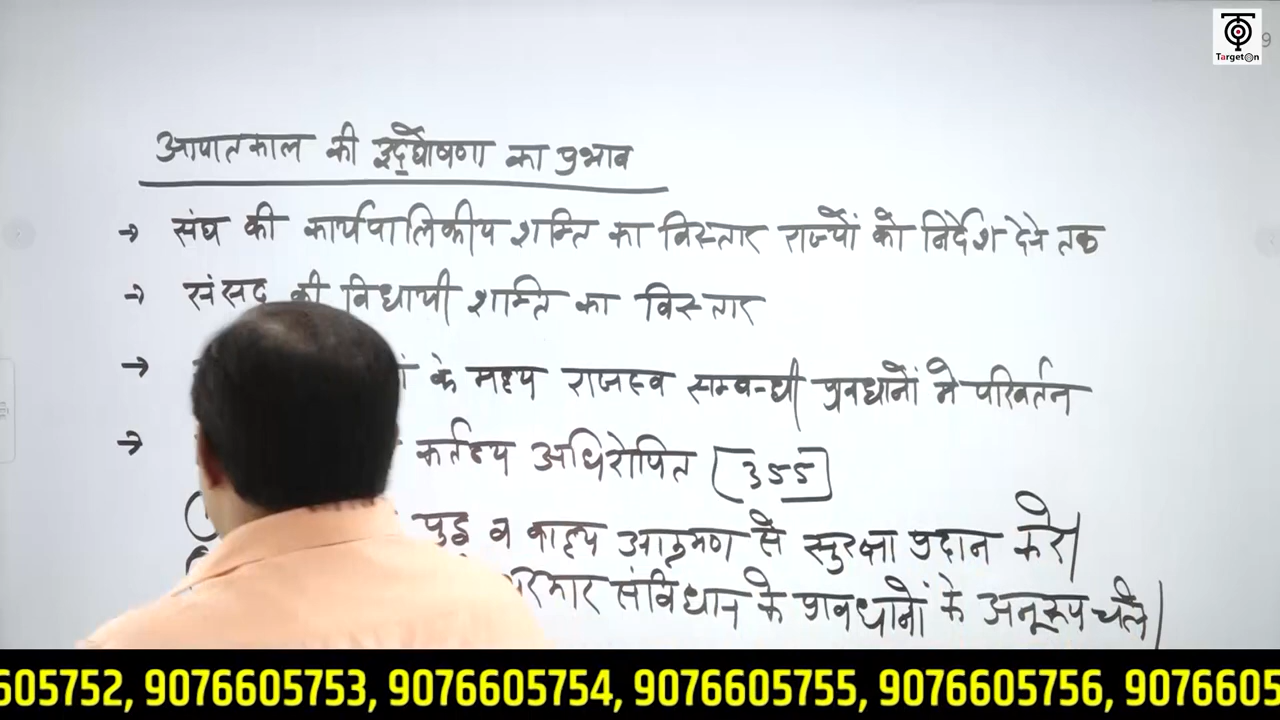 TargetOn
9
आपातकाल की उद्घोषणा का प्रभाव
→ संघ की कार्यपालिकीय शक्ति का विस्तार राज्यों को निर्देश देने तक
→ संसद की विधायी शक्ति का विस्तार
→ के मध्य राजस्व सम्बन्धी प्रावधानों में परिवर्तन
→ कर्तव्य अधिरोपित [355]
व बाह्य आक्रमण से सुरक्षा प्रदान करे।
संविधान के प्रावधानों के अनुरूप चले।
605752, 9076605753, 9076605754, 9076605755, 9076605756, 9076605